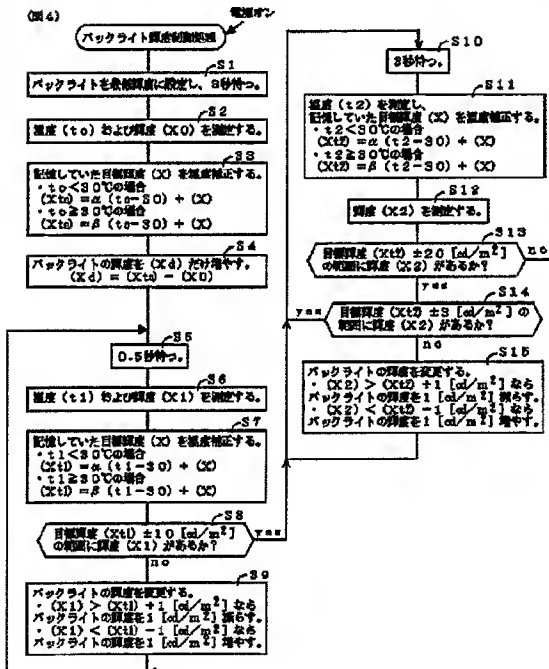 (図4)
電源オン
バックライト輝度制御処理
S1
バックライトを最低輝度に設定し、3秒待つ。
S2
温度(to)および輝度(X0)を測定する。
S3
記憶していた目標輝度(X)を温度補正する。
・to<30℃の場合
(Xto)=α(to-30)+(X)
・to≧30℃の場合
(Xto)=β(to-30)+(X)
S4
バックライトの輝度を(Xd)だけ増やす。
(Xd)=(Xto)-(X0)
S5
0.5秒待つ。
S6
温度(t1)および輝度(X1)を測定する。
S7
記憶していた目標輝度(X)を温度補正する。
・t1<30℃の場合
(Xt1)=α(t1-30)+(X)
・t1≧30℃の場合
(Xt1)=β(t1-30)+(X)
S8
目標輝度(Xt1)±10[cd/m²]
の範囲に輝度(X1)があるか?
yes
no
S9
バックライトの輝度を変更する。
・(X1)>(Xt1)+1[cd/m²]なら
バックライトの輝度を1[cd/m²]減らす。
・(X1)<(Xt1)-1[cd/m²]なら
バックライトの輝度を1[cd/m²]増やす。
S10
3秒待つ。
S11
温度(t2)を測定し、
記憶していた目標輝度(X)を温度補正する。
・t2<30℃の場合
(Xt2)=α(t2-30)+(X)
・t2≧30℃の場合
(Xt2)=β(t2-30)+(X)
S12
輝度(X2)を測定する。
S13
目標輝度(Xt2)±20[cd/m²]
の範囲に輝度(X2)があるか?
no
yes
S14
yes
目標輝度(Xt2)±3[cd/m²]の
範囲に輝度(X2)があるか?
no
S15
バックライトの輝度を変更する。
・(X2)>(Xt2)+1[cd/m²]なら
バックライトの輝度を1[cd/m²]減らす。
・(X2)<(Xt2)-1[cd/m²]なら
バックライトの輝度を1[cd/m²]増やす。